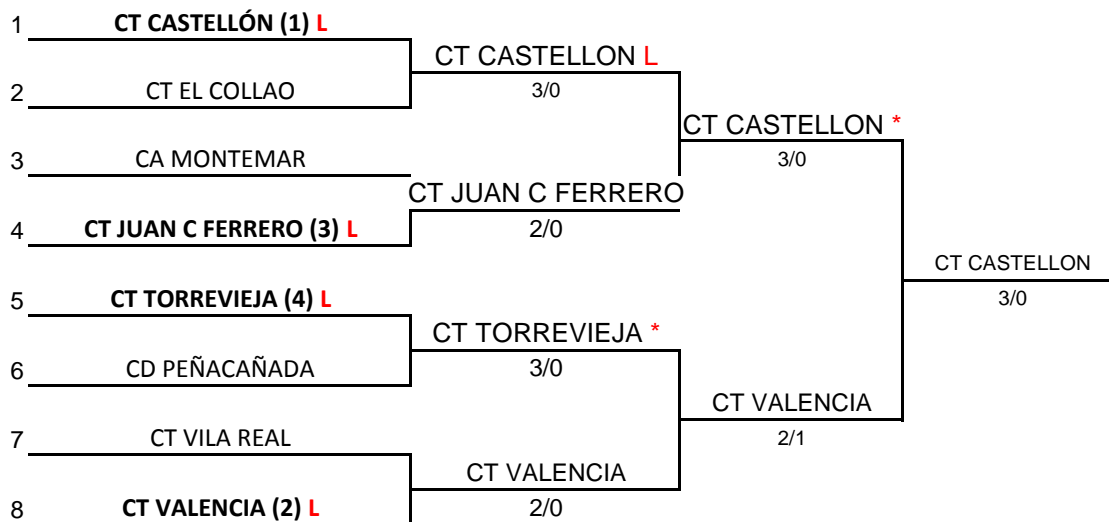 1 CT CASTELLÓN (1) L
CT CASTELLON L
2 CT EL COLLAO
3/0
CT CASTELLON *
3 CA MONTEMAR
3/0
CT JUAN C FERRERO
4 CT JUAN C FERRERO (3) L
2/0
CT CASTELLON
5 CT TORREVIEJA (4) L
3/0
CT TORREVIEJA *
6 CD PEÑACAÑADA
3/0
CT VALENCIA
7 CT VILA REAL
2/1
CT VALENCIA
8 CT VALENCIA (2) L
2/0